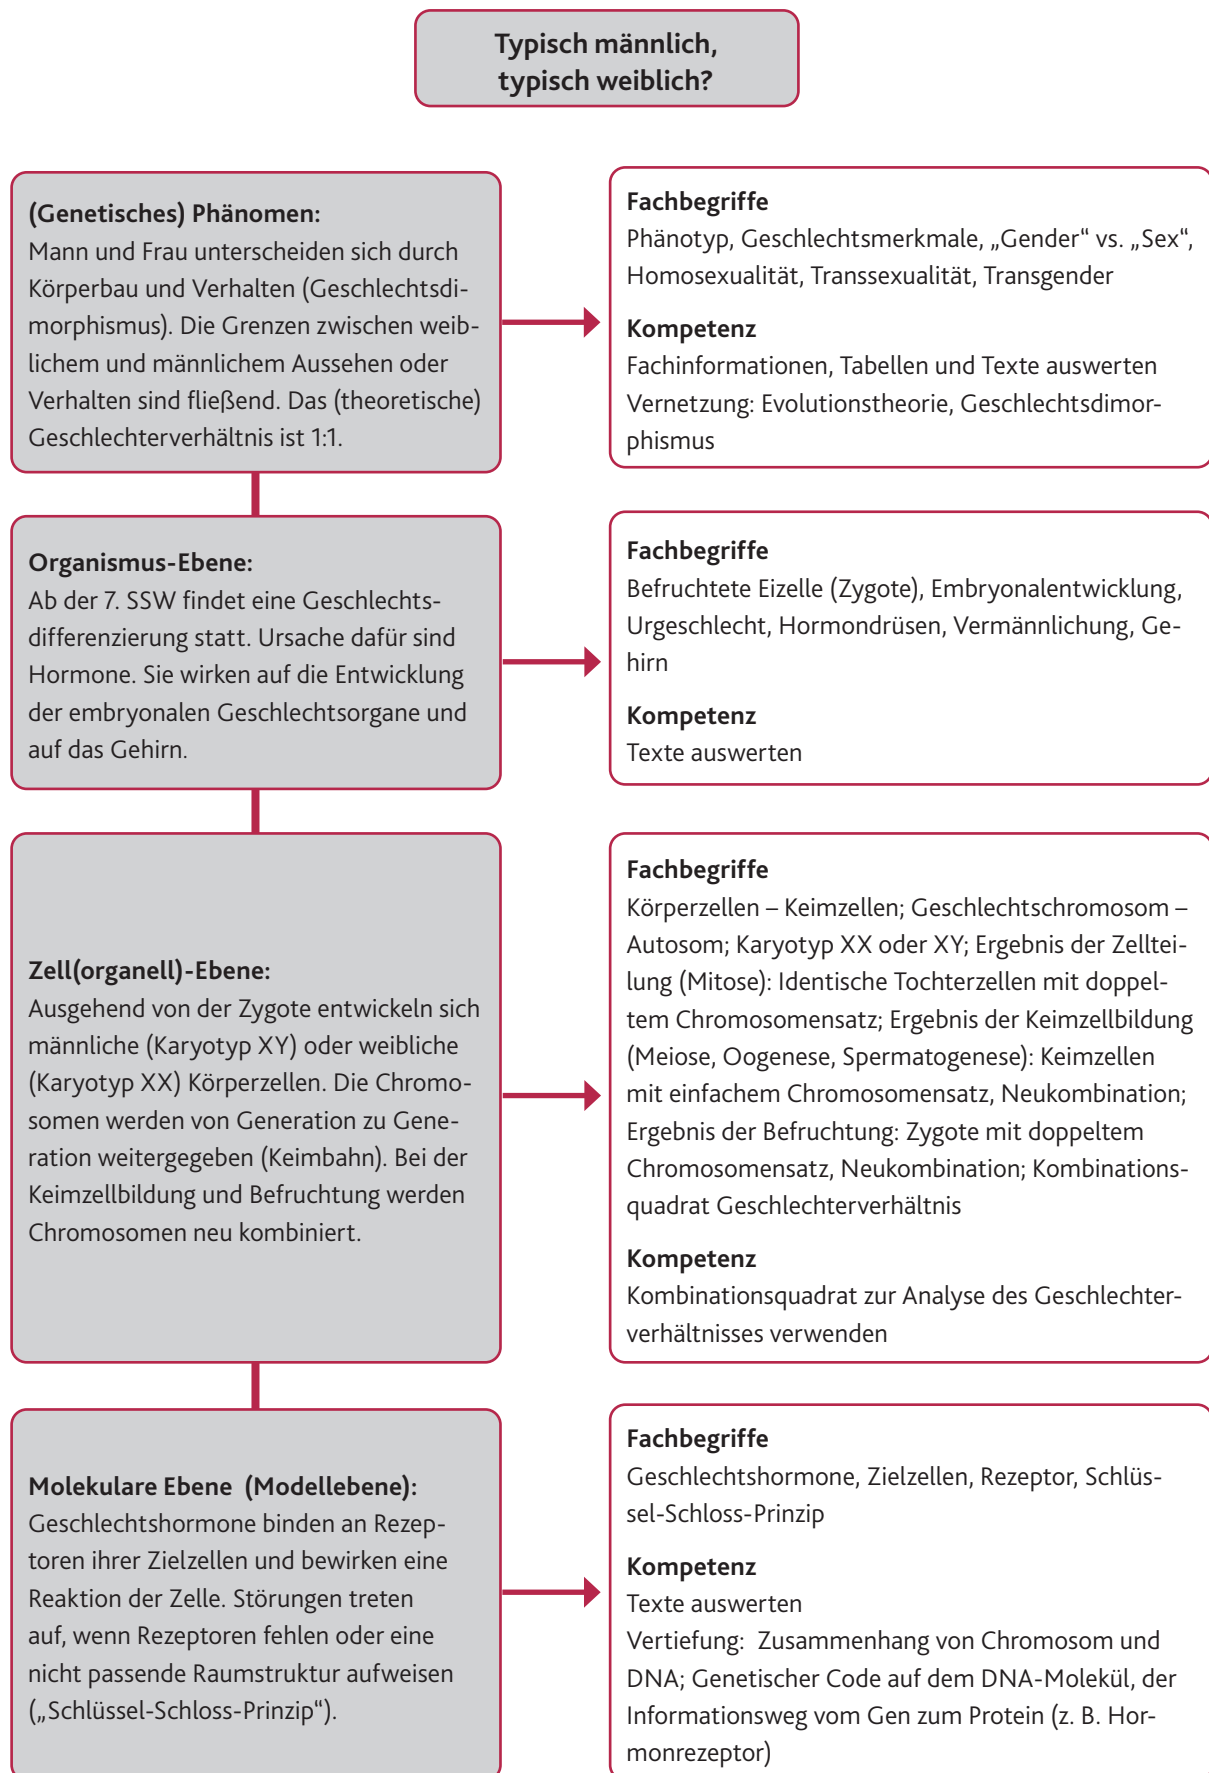 Typisch männlich,
typisch weiblich?
(Genetisches) Phänomen:
Mann und Frau unterscheiden sich durch
Körperbau und Verhalten (Geschlechtsdi-
morphismus). Die Grenzen zwischen weib-
lichem und männlichem Aussehen oder
Verhalten sind fließend. Das (theoretische)
Geschlechterverhältnis ist 1:1.
Fachbegriffe
Phänotyp, Geschlechtsmerkmale, „Gender“ vs. „Sex“,
Homosexualität, Transsexualität, Transgender
Kompetenz
Fachinformationen, Tabellen und Texte auswerten
Vernetzung: Evolutionstheorie, Geschlechtsdimor-
phismus
Organismus-Ebene:
Ab der 7. SSW findet eine Geschlechts-
differenzierung statt. Ursache dafür sind
Hormone. Sie wirken auf die Entwicklung
der embryonalen Geschlechtsorgane und
auf das Gehirn.
Fachbegriffe
Befruchtete Eizelle (Zygote), Embryonalentwicklung,
Urgeschlecht, Hormondrüsen, Vermännlichung, Ge-
hirn
Kompetenz
Texte auswerten
Zell(organell)-Ebene:
Ausgehend von der Zygote entwickeln sich
männliche (Karyotyp XY) oder weibliche
(Karyotyp XX) Körperzellen. Die Chromo-
somen werden von Generation zu Gene-
ration weitergegeben (Keimbahn). Bei der
Keimzellbildung und Befruchtung werden
Chromosomen neu kombiniert.
Fachbegriffe
Körperzellen – Keimzellen; Geschlechtschromosom –
Autosom; Karyotyp XX oder XY; Ergebnis der Zelltei-
lung (Mitose): Identische Tochterzellen mit doppel-
tem Chromosomensatz; Ergebnis der Keimzellbildung
(Meiose, Oogenese, Spermatogenese): Keimzellen
mit einfachem Chromosomensatz, Neukombination;
Ergebnis der Befruchtung: Zygote mit doppeltem
Chromosomensatz, Neukombination; Kombinations-
quadrat Geschlechterverhältnis
Kompetenz
Kombinationsquadrat zur Analyse des Geschlechter-
verhältnisses verwenden
Molekulare Ebene (Modellebene):
Geschlechtshormone binden an Rezep-
toren ihrer Zielzellen und bewirken eine
Reaktion der Zelle. Störungen treten
auf, wenn Rezeptoren fehlen oder eine
nicht passende Raumstruktur aufweisen
(„Schlüssel-Schloss-Prinzip“).
Fachbegriffe
Geschlechtshormone, Zielzellen, Rezeptor, Schlüs-
sel-Schloss-Prinzip
Kompetenz
Texte auswerten
Vertiefung: Zusammenhang von Chromosom und
DNA; Genetischer Code auf dem DNA-Molekül, der
Informationsweg vom Gen zum Protein (z. B. Hor-
monrezeptor)